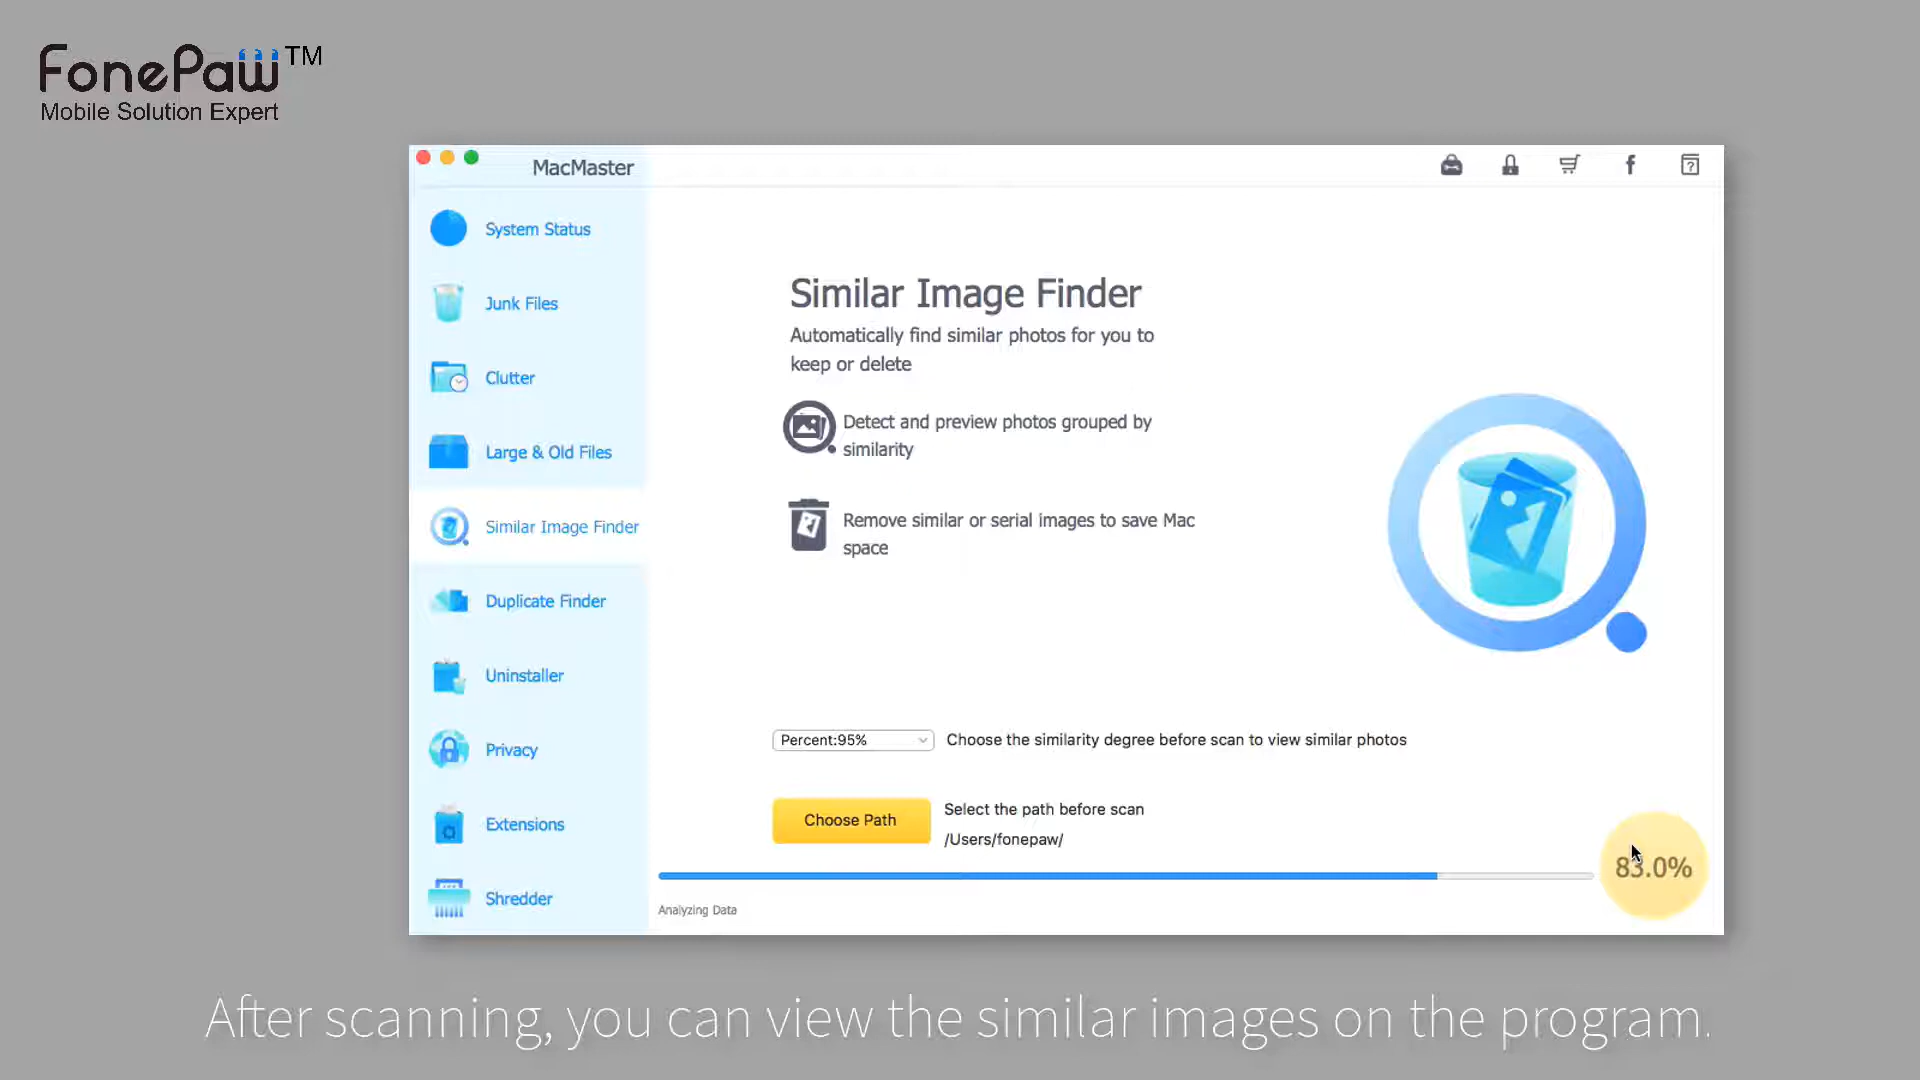 FonePaw™
Mobile Solution Expert
MacMaster
System Status
Junk Files
Clutter
Large & Old Files
Similar Image Finder
Duplicate Finder
Uninstaller
Privacy
Extensions
Shredder
Similar Image Finder
Automatically find similar photos for you to
keep or delete
Detect and preview photos grouped by
similarity
Remove similar or serial images to save Mac
space
Percent:95%
Choose the similarity degree before scan to view similar photos
Choose Path
Select the path before scan
/Users/fonepaw/
83.0%
Analyzing Data
After scanning, you can view the similar images on the program.